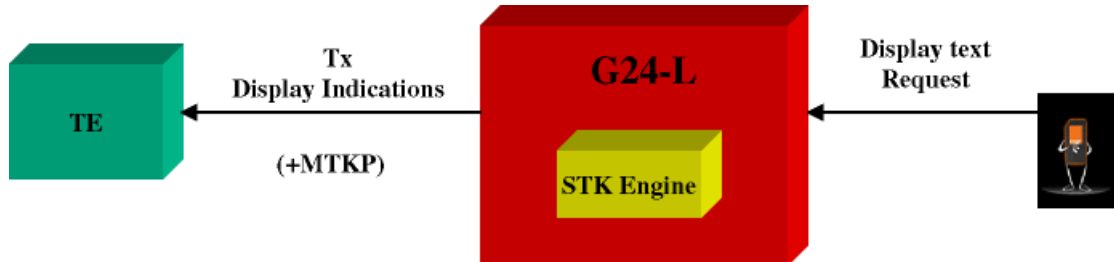 TE
Tx
Display Indications
(+MTKP)
G24-L
STK Engine
Display text
Request